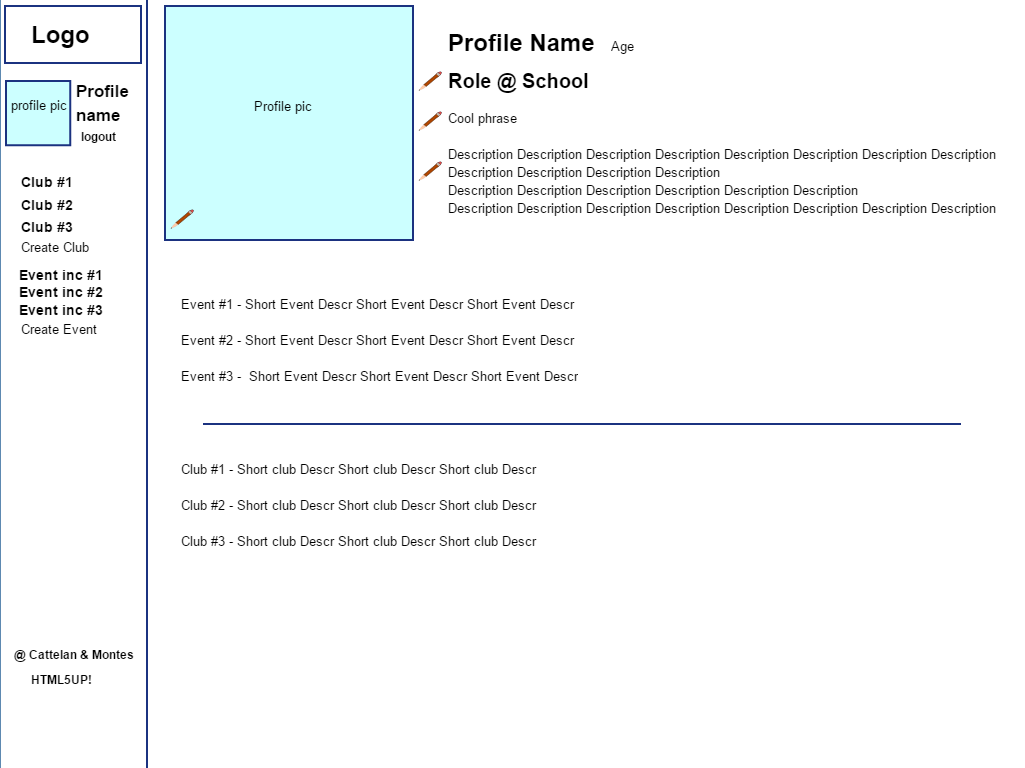 Logo
profile pic
Profile
name
logout
Club #1
Club #2
Club #3
Create Club
Event inc #1
Event inc #2
Event inc #3
Create Event
@ Cattelan & Montes
HTML5UP!
Profile pic
Profile Name Age
Role @ School
Cool phrase
Description Description Description Description Description Description Description Description
Description Description Description Description
Description Description Description Description Description Description
Description Description Description Description Description Description Description Description
Event #1 - Short Event Descr Short Event Descr Short Event Descr
Event #2 - Short Event Descr Short Event Descr Short Event Descr
Event #3 -  Short Event Descr Short Event Descr Short Event Descr
Club #1 - Short club Descr Short club Descr Short club Descr
Club #2 - Short club Descr Short club Descr Short club Descr
Club #3 - Short club Descr Short club Descr Short club Descr